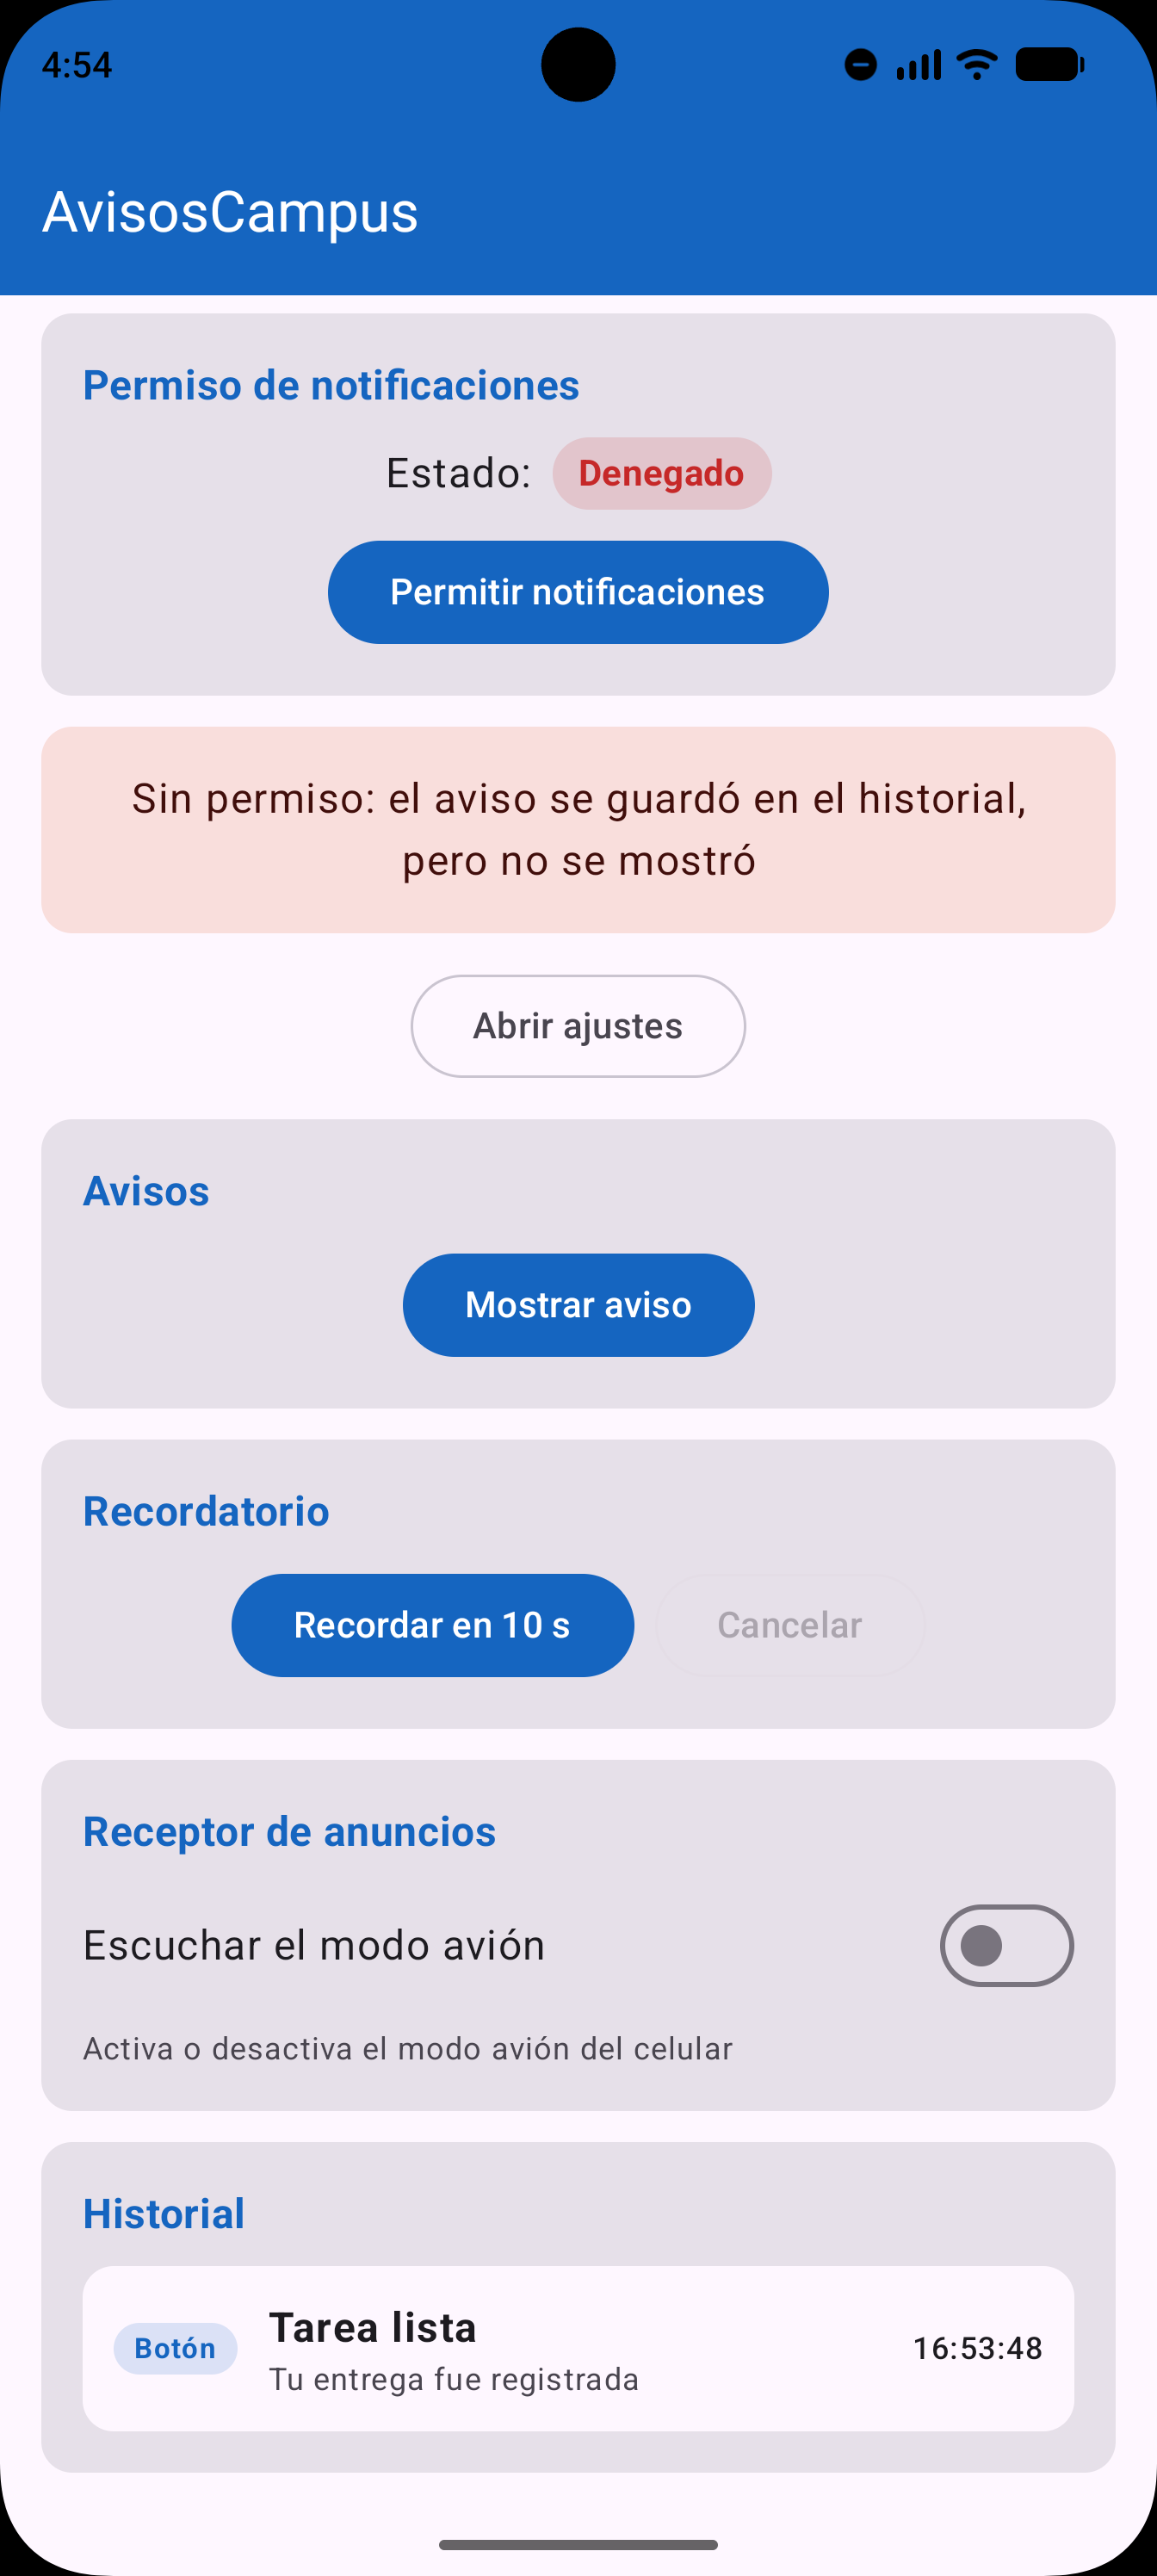 4:54
AvisosCampus
Permiso de notificaciones
Estado: Denegado
Permitir notificaciones
Sin permiso: el aviso se guardó en el historial,
pero no se mostró
Abrir ajustes
Avisos
Mostrar aviso
Recordatorio
Recordar en 10 s Cancelar
Receptor de anuncios
Escuchar el modo avión
Activa o desactiva el modo avión del celular
Historial
Botón Tarea lista 16:53:48
Tu entrega fue registrada